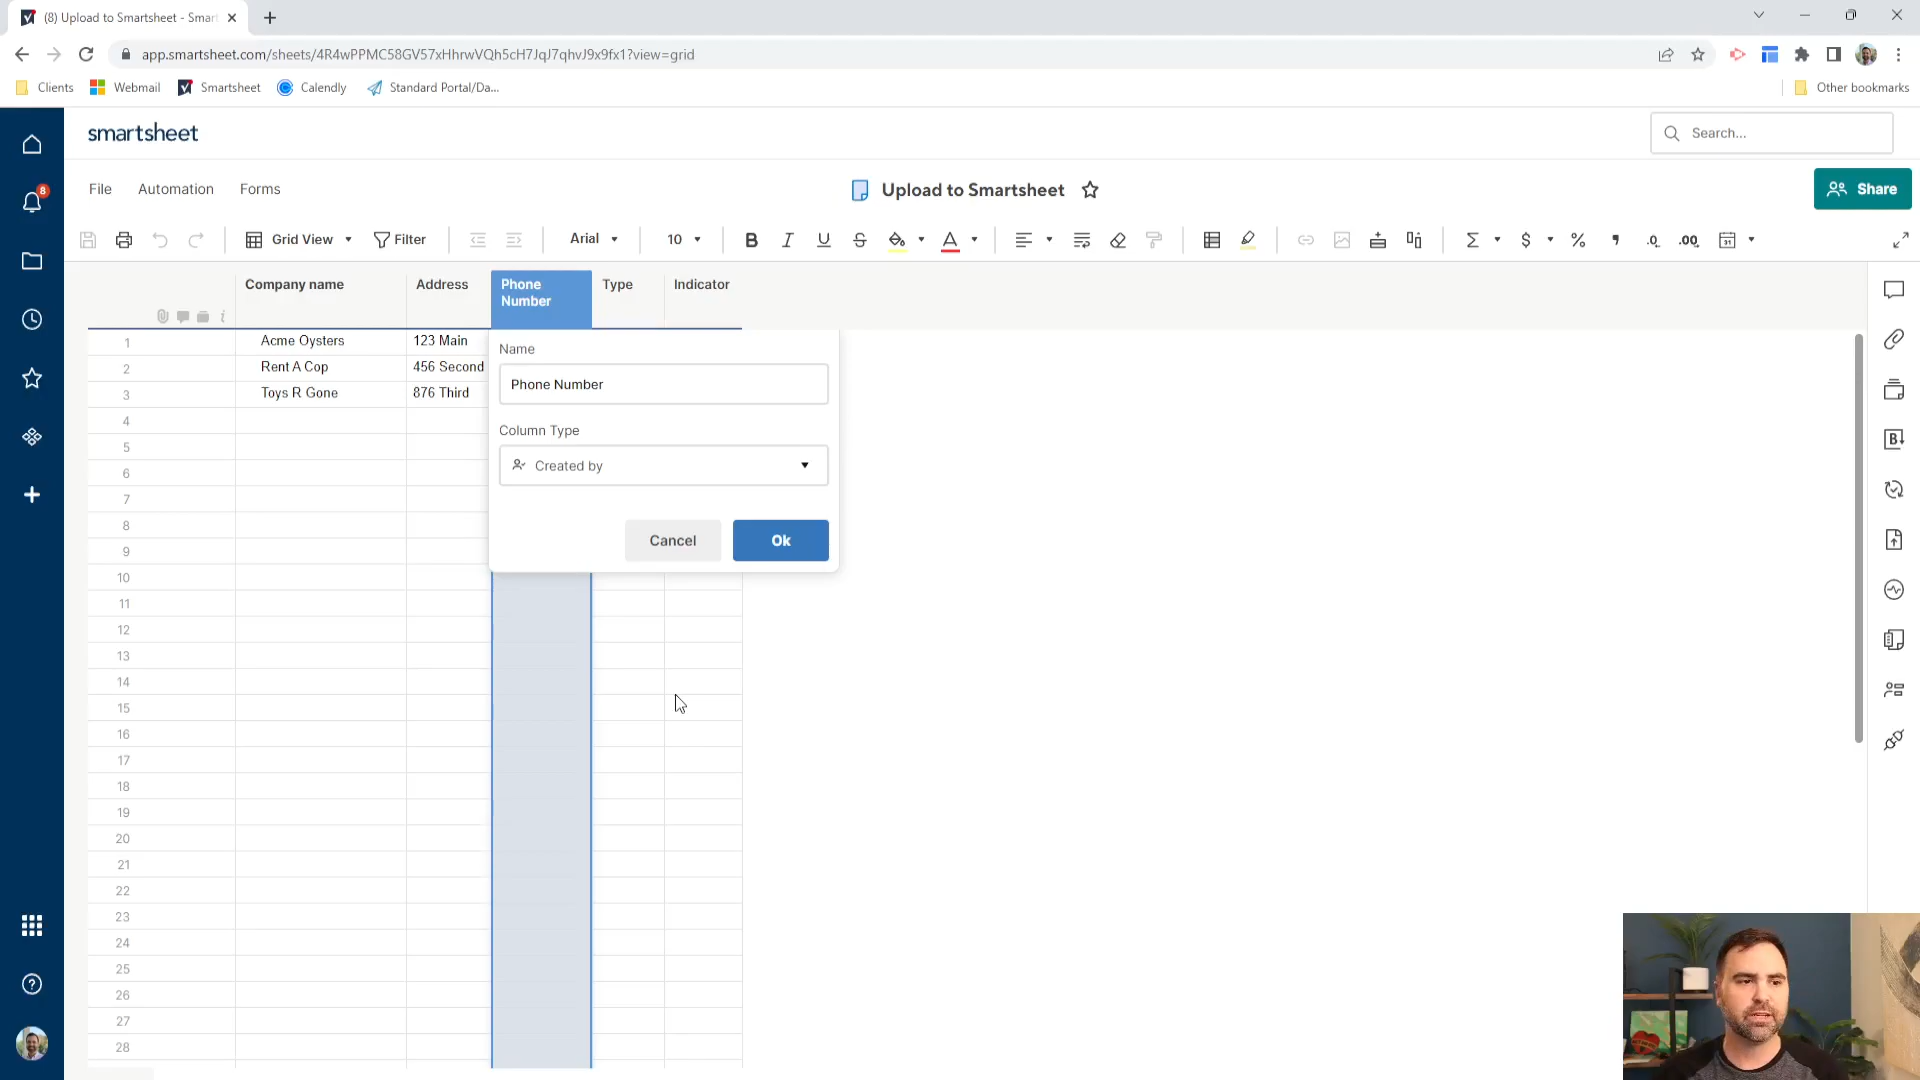 (8) Upload to Smartsheet - Smar
app.smartsheet.com/sheets/4R4wPPMC58GV57xHhrwVQh5cH7JqJ7qhvJ9x9fx1?view=grid
Clients
Webmail
Smartsheet
Calendly
Standard Portal/Da...
Other bookmarks
smartsheet
Search...
8
File
Automation
Forms
Upload to Smartsheet
Share
Grid View
Filter
Arial
10
B
I
U
S
A
Σ
$
%
.0
.00
31
Company name
Address
Phone
Number
Type
Indicator
1 Acme Oysters 123 Main
2 Rent A Cop 456 Second
3 Toys R Gone 876 Third
4
5
6
7
8
9
10
11
12
13
14
15
16
17
18
19
20
21
22
23
24
25
26
27
28
Name
Phone Number
Column Type
Created by
Cancel
Ok